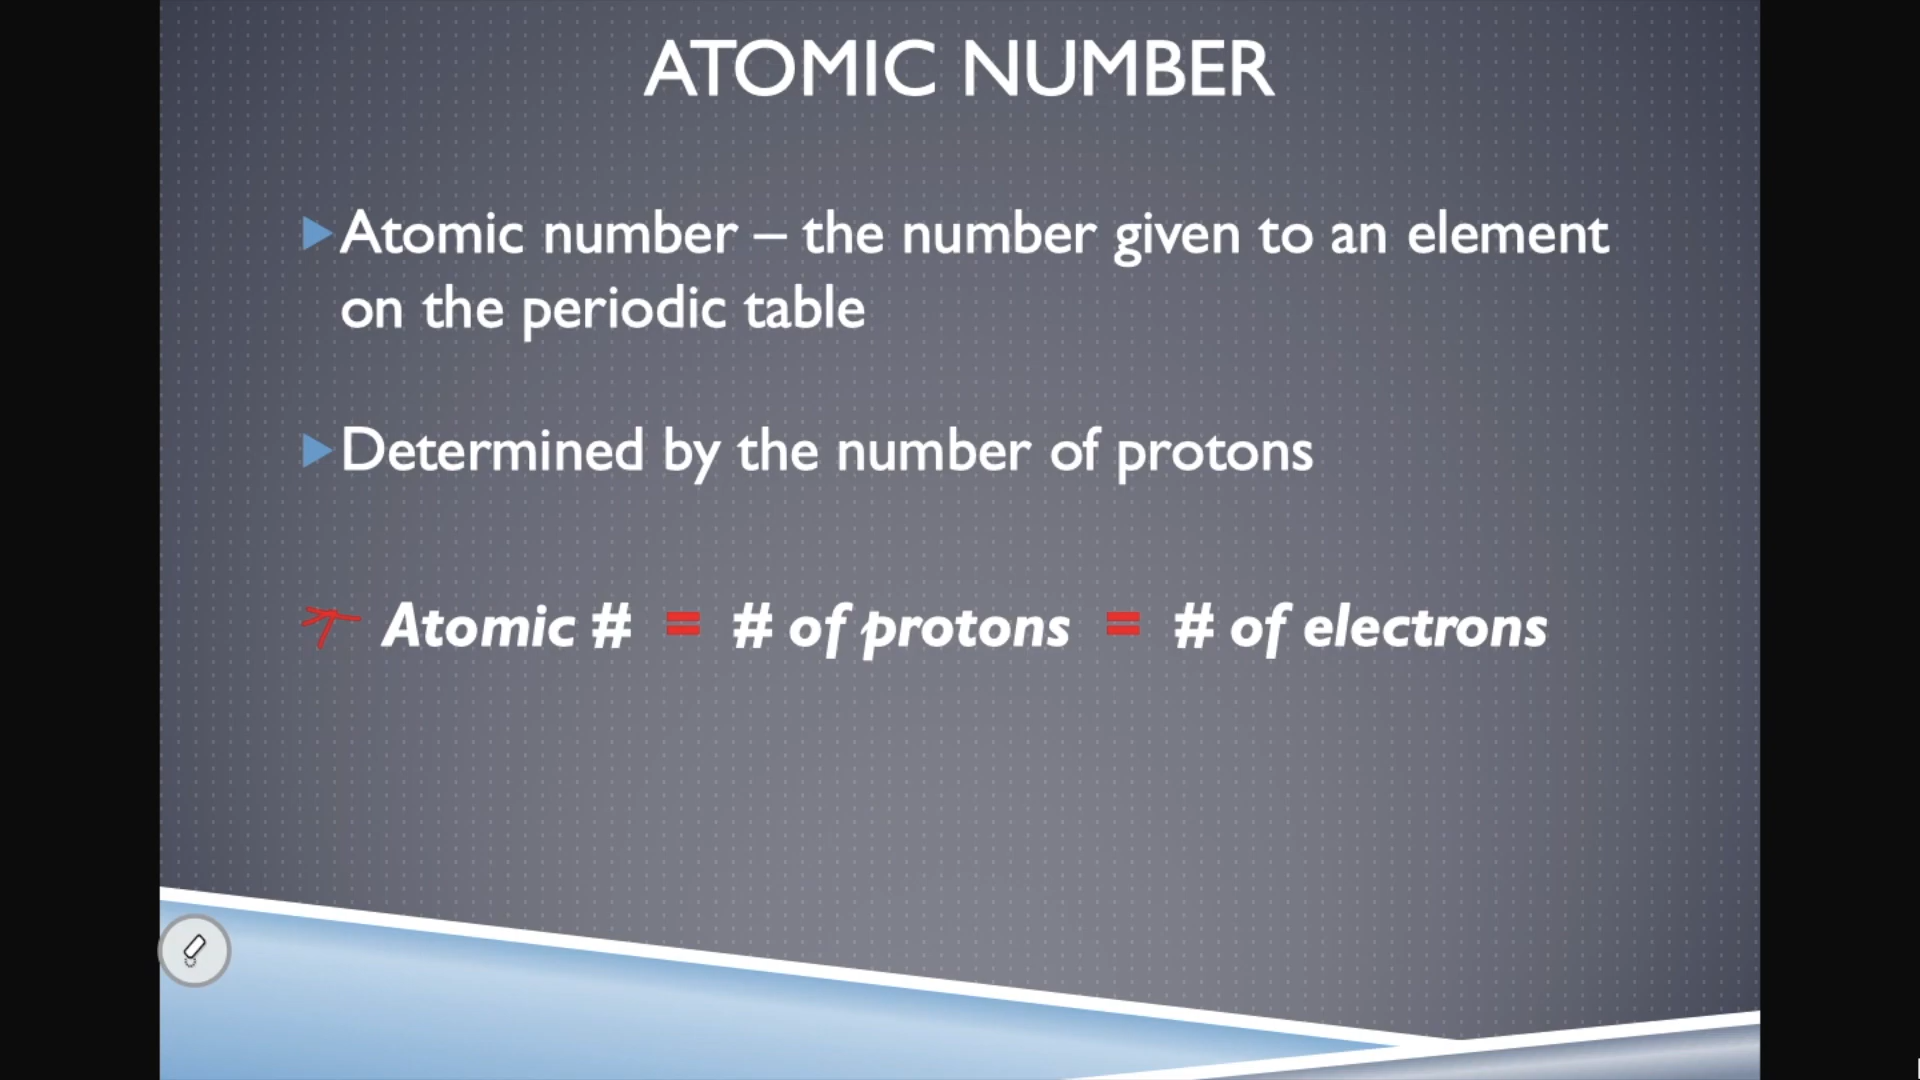 ATOMIC NUMBER
Atomic number – the number given to an element
on the periodic table
Determined by the number of protons
Atomic # = # of protons = # of electrons